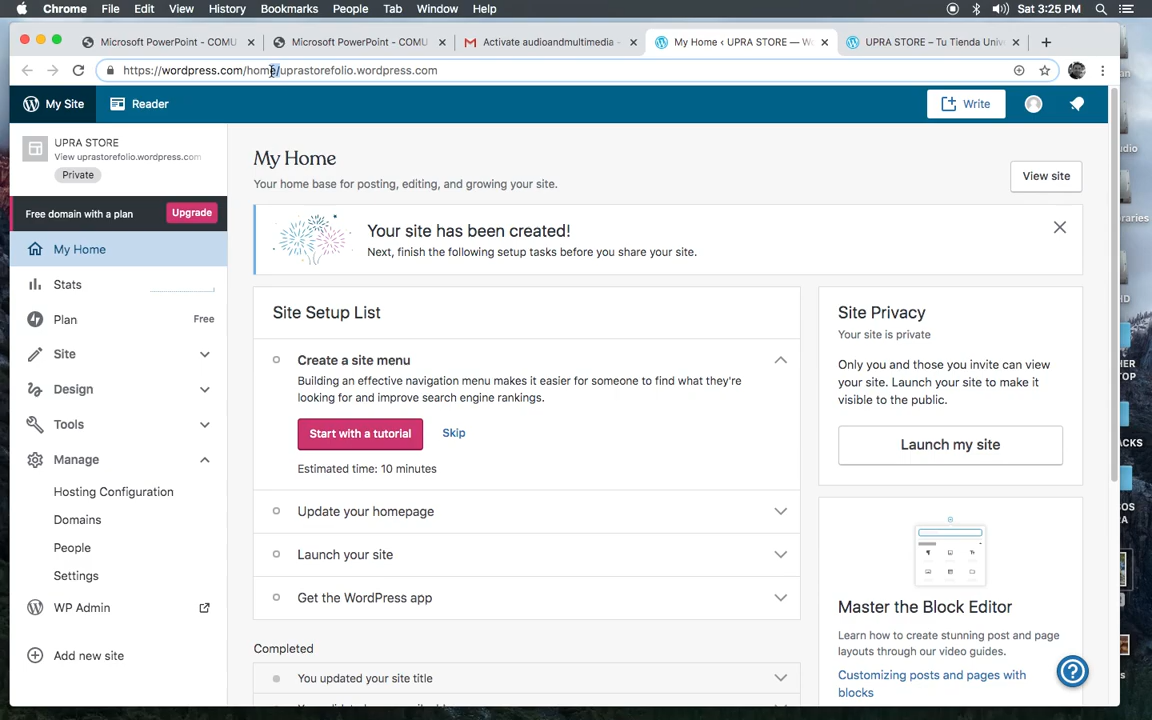 Chrome File Edit View History Bookmarks People Tab Window Help Sat 3:25 PM
Microsoft PowerPoint - COMU Microsoft PowerPoint - COMU Activate audioandmultimedia - My Home ‹ UPRA STORE — W UPRA STORE – Tu Tienda Univ
https://wordpress.com/home/uprastorefolio.wordpress.com
My Site Reader Write
UPRA STORE
View uprastorefolio.wordpress.com
Private
Free domain with a plan Upgrade
My Home
Stats
Plan Free
Site
Design
Tools
Manage
Hosting Configuration
Domains
People
Settings
WP Admin
Add new site
My Home
Your home base for posting, editing, and growing your site.
View site
Your site has been created!
Next, finish the following setup tasks before you share your site.
Site Setup List
Create a site menu
Building an effective navigation menu makes it easier for someone to find what they're
looking for and improve search engine rankings.
Start with a tutorial Skip
Estimated time: 10 minutes
Update your homepage
Launch your site
Get the WordPress app
Completed
You updated your site title
Site Privacy
Your site is private
Only you and those you invite can view
your site. Launch your site to make it
visible to the public.
Launch my site
Master the Block Editor
Learn how to create stunning post and page
layouts through our video guides.
Customizing posts and pages with
blocks